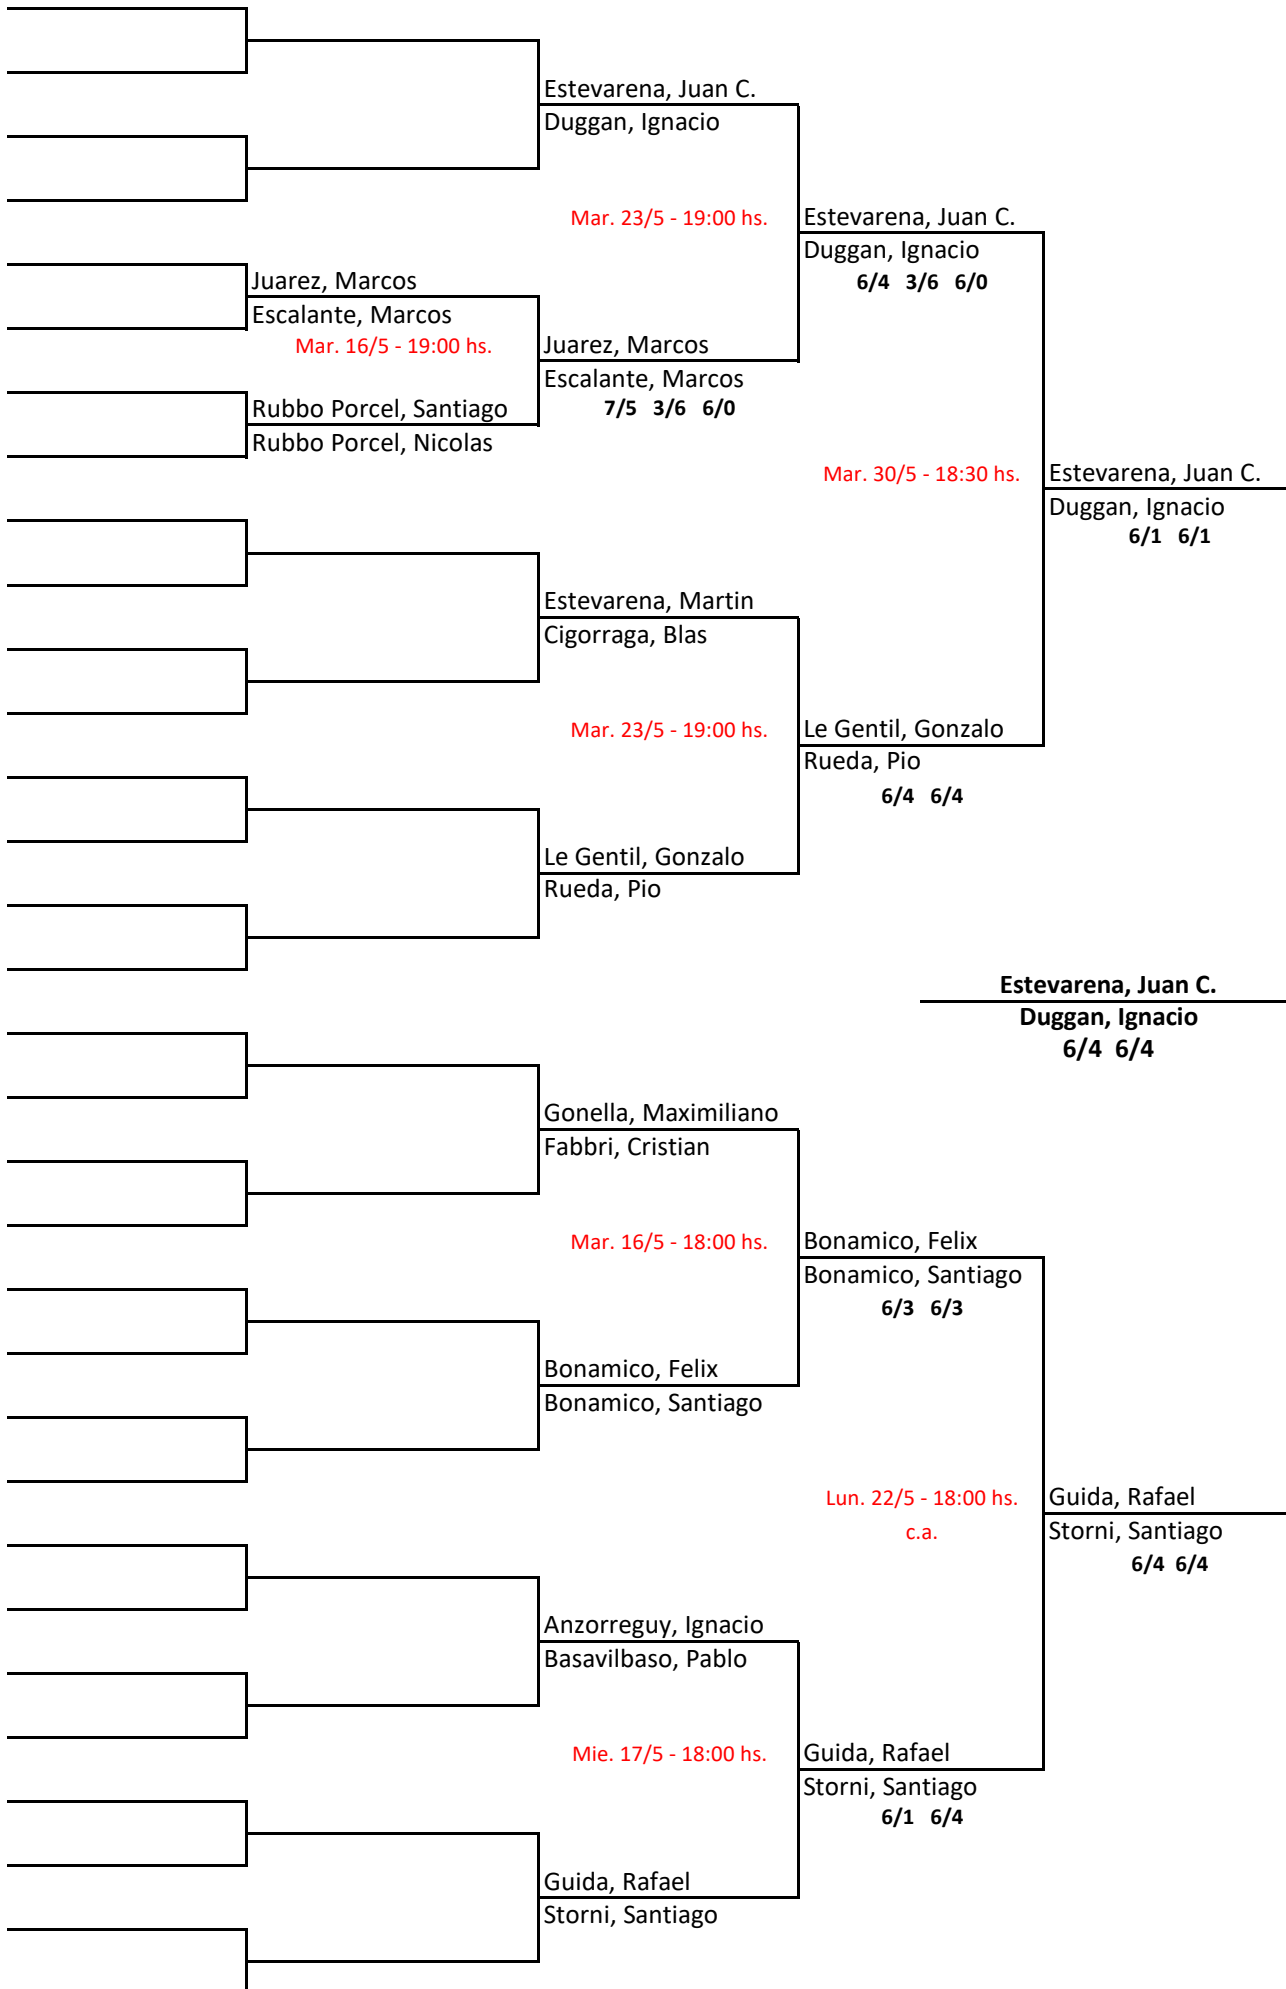 Estevarena, Juan C.
Duggan, Ignacio
Mar. 23/5 - 19:00 hs.
Estevarena, Juan C.
Duggan, Ignacio
6/4 3/6 6/0
Juarez, Marcos
Escalante, Marcos
Mar. 16/5 - 19:00 hs.
Juarez, Marcos
Escalante, Marcos
7/5 3/6 6/0
Rubbo Porcel, Santiago
Rubbo Porcel, Nicolas
Mar. 30/5 - 18:30 hs.
Estevarena, Juan C.
Duggan, Ignacio
6/1 6/1
Estevarena, Martin
Cigorraga, Blas
Mar. 23/5 - 19:00 hs.
Le Gentil, Gonzalo
Rueda, Pio
6/4 6/4
Le Gentil, Gonzalo
Rueda, Pio
Estevarena, Juan C.
Duggan, Ignacio
6/4 6/4
Gonella, Maximiliano
Fabbri, Cristian
Mar. 16/5 - 18:00 hs.
Bonamico, Felix
Bonamico, Santiago
6/3 6/3
Bonamico, Felix
Bonamico, Santiago
Lun. 22/5 - 18:00 hs.
c.a.
Guida, Rafael
Storni, Santiago
6/4 6/4
Anzorreguy, Ignacio
Basavilbaso, Pablo
Mie. 17/5 - 18:00 hs.
Guida, Rafael
Storni, Santiago
6/1 6/4
Guida, Rafael
Storni, Santiago